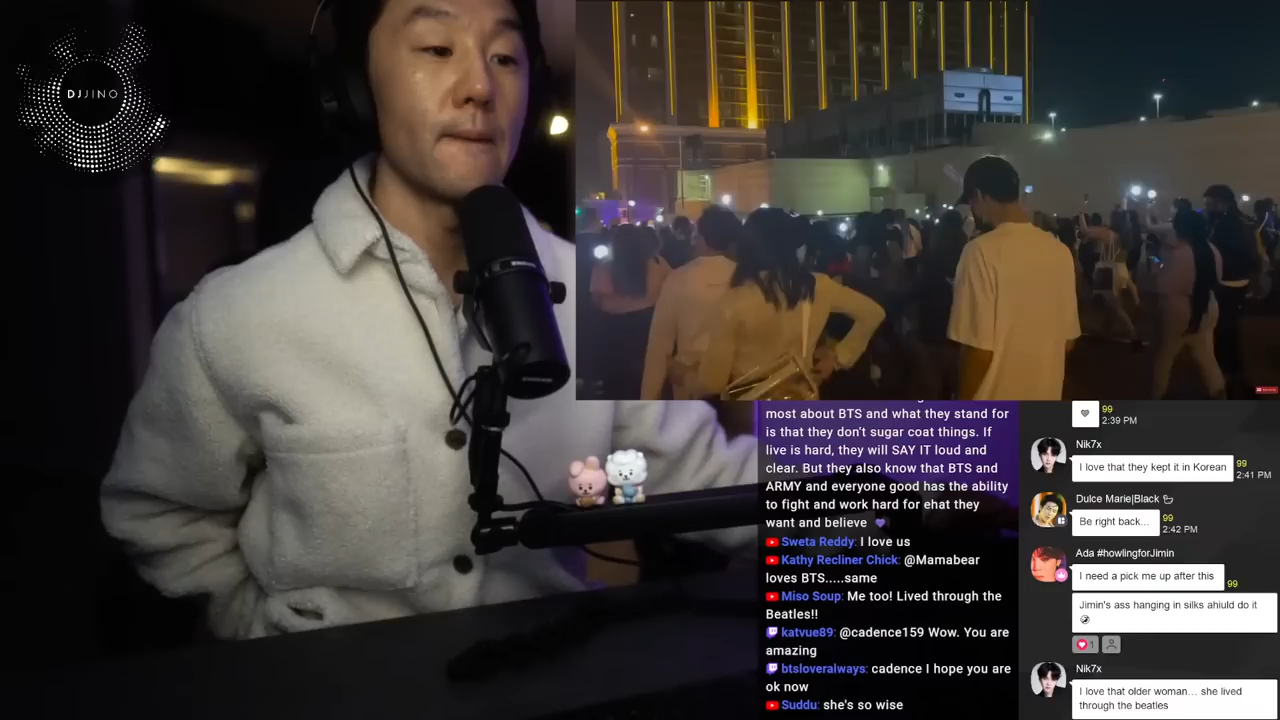 DJJINO
most about BTS and what they stand for
is that they don't sugar coat things. If
live is hard, they will SAY IT loud and
clear. But they also know that BTS and
ARMY and everyone good has the ability
to fight and work hard for ehat they
want and believe 💜
Sweta Reddy: I love us
Kathy Recliner Chick: @Mamabear
loves BTS.....same
Miso Soup: Me too! Lived through the
Beatles!!
katvue89: @cadence159 Wow. You are
amazing
btsloveralways: cadence I hope you are
ok now
Suddu: she's so wise
99
2:39 PM
Nik7x
I love that they kept it in Korean
99
2:41 PM
Dulce Marie|Black
Be right back...
99
2:42 PM
Ada #howlingforJimin
I need a pick me up after this
99
Jimin's ass hanging in silks ahiuld do it
1
Nik7x
I love that older woman... she lived
through the beatles